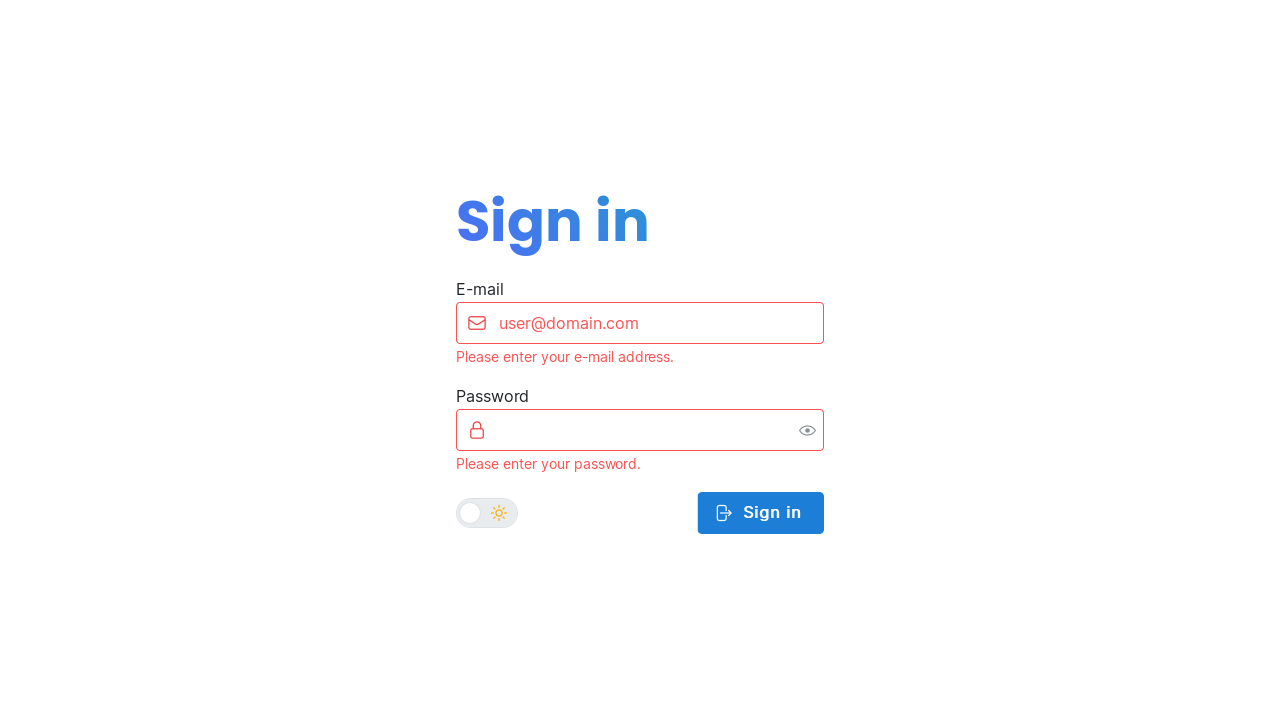 Sign in
E-mail
user@domain.com
Please enter your e-mail address.
Password
Please enter your password.
Sign in